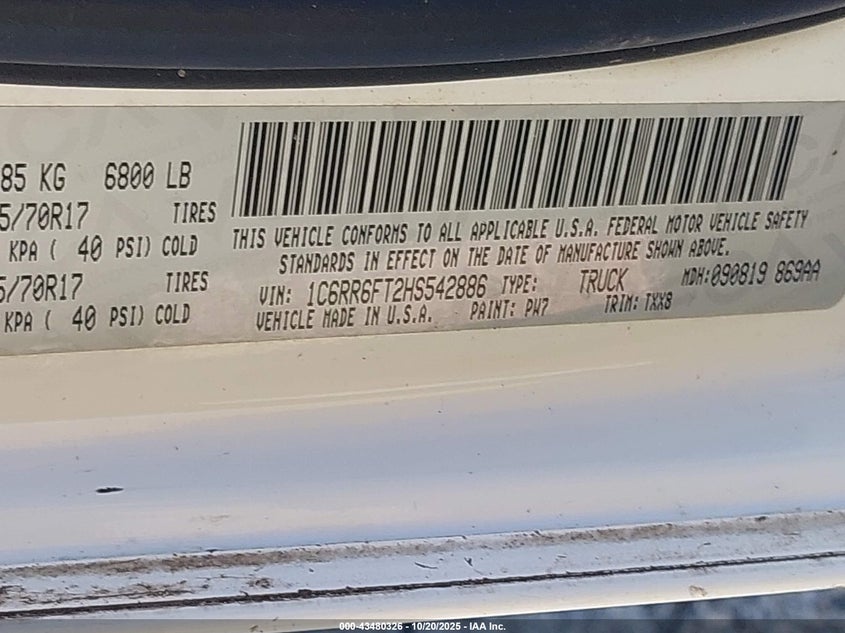 85 KG 6800 LB
5/70R17 TIRES
KPA ( 40 PSI) COLD
5/70R17 TIRES
KPA ( 40 PSI) COLD
THIS VEHICLE CONFORMS TO ALL APPLICABLE U.S.A. FEDERAL MOTOR VEHICLE SAFETY
STANDARDS IN EFFECT ON THE DATE OF MANUFACTURE SHOWN ABOVE.
VIN: 1C6RR6FT2HS542886 TYPE: TRUCK MDH:090819 869AA
VEHICLE MADE IN U.S.A. PAINT: PW7 TRIM: TXX8
000-43480326 - 10/20/2025 - IAA Inc.